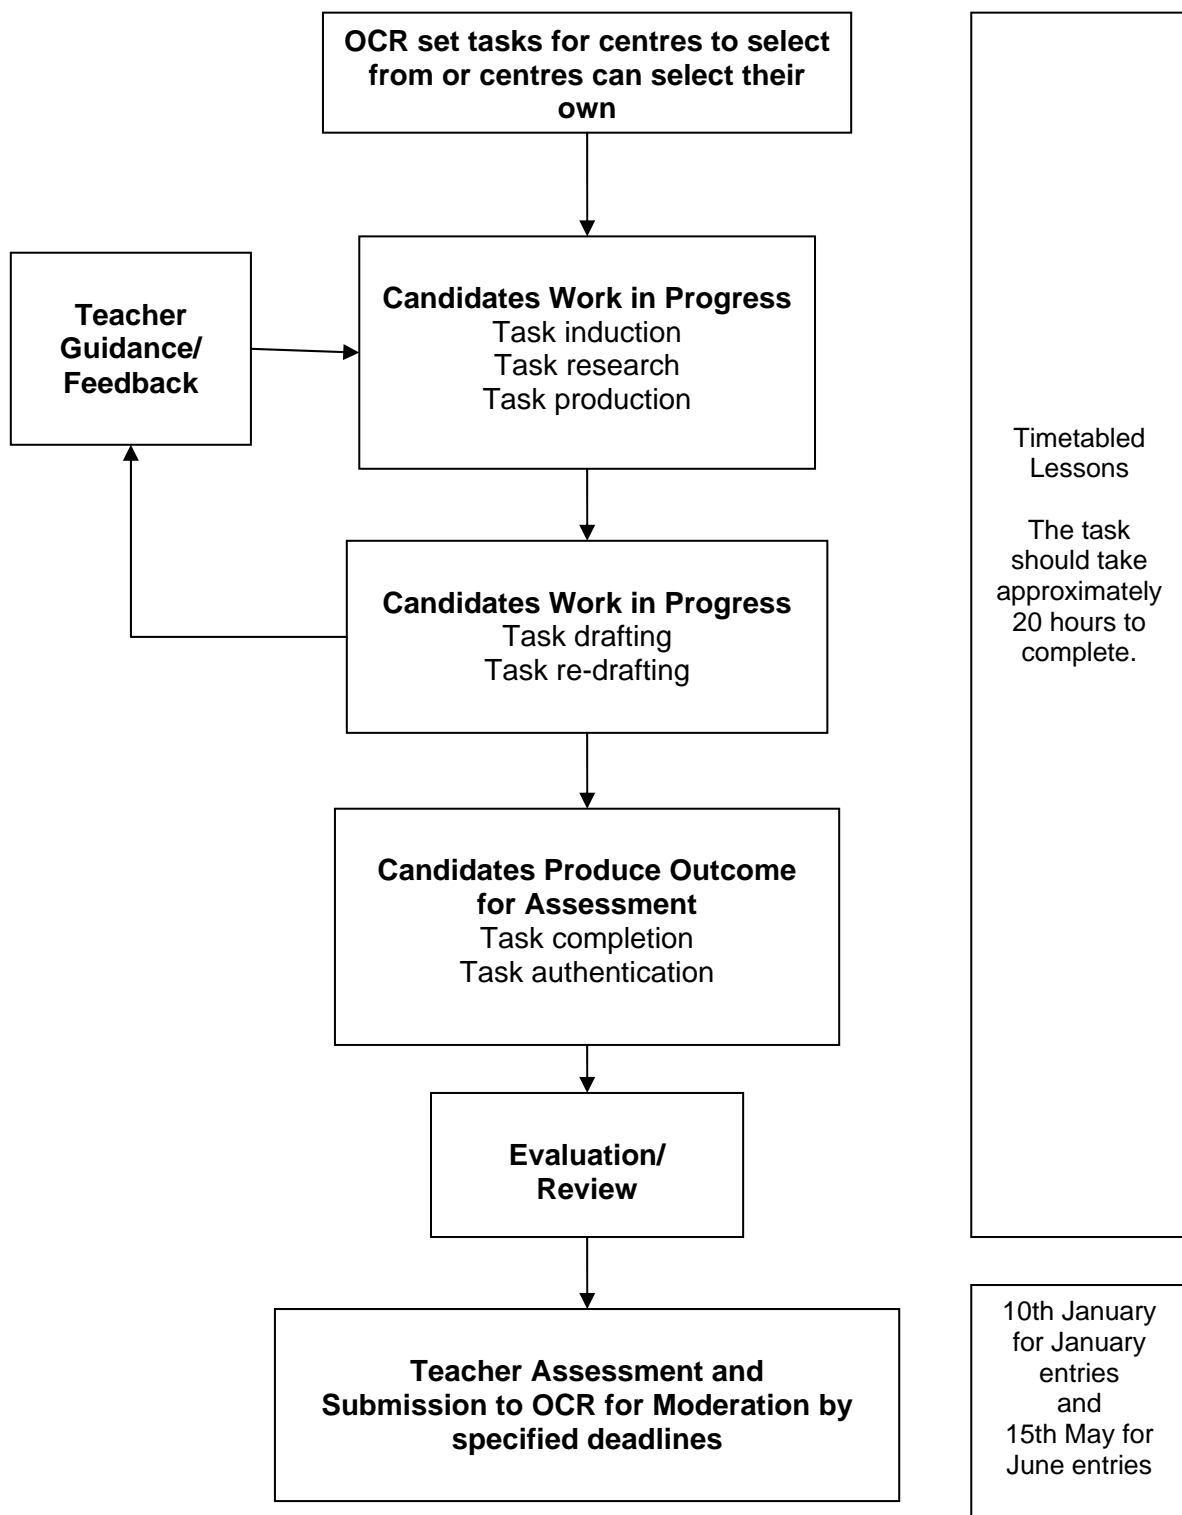 OCR set tasks for centres to select
from or centres can select their
own
Teacher
Guidance/
Feedback
Candidates Work in Progress
Task induction
Task research
Task production
Candidates Work in Progress
Task drafting
Task re-drafting
Candidates Produce Outcome
for Assessment
Task completion
Task authentication
Evaluation/
Review
Teacher Assessment and
Submission to OCR for Moderation by
specified deadlines
Timetabled
Lessons
The task
should take
approximately
20 hours to
complete.
10th January
for January
entries
and
15th May for
June entries